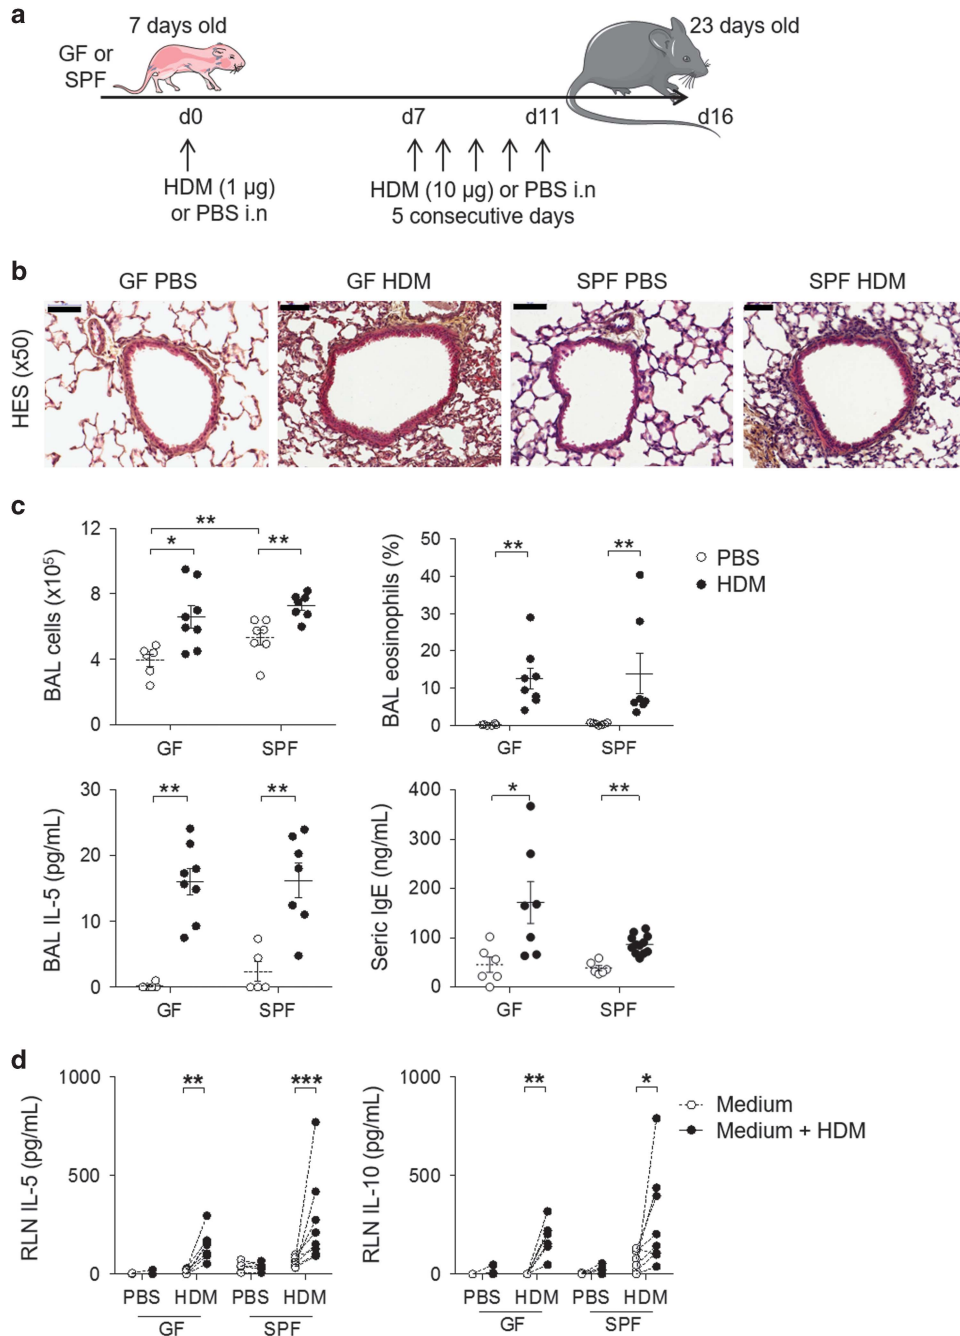 a
7 days old
23 days old
GF or
SPF
d0
d7
d11
d16
HDM (1 µg)
or PBS i.n
HDM (10 µg) or PBS i.n
5 consecutive days
b
GF PBS
GF HDM
SPF PBS
SPF HDM
HES (x50)
c
BAL cells (x10⁵)
12
8
4
0
*
**
**
GF
SPF
BAL eosinophils (%)
50
40
30
20
10
0
**
**
GF
SPF
PBS
HDM
BAL IL-5 (pg/mL)
30
20
10
0
**
**
GF
SPF
Seric IgE (ng/mL)
400
300
200
100
0
*
**
GF
SPF
d
RLN IL-5 (pg/mL)
1000
500
0
**
***
PBS HDM PBS HDM
GF
SPF
RLN IL-10 (pg/mL)
1000
500
0
**
*
PBS HDM PBS HDM
GF
SPF
Medium
Medium + HDM